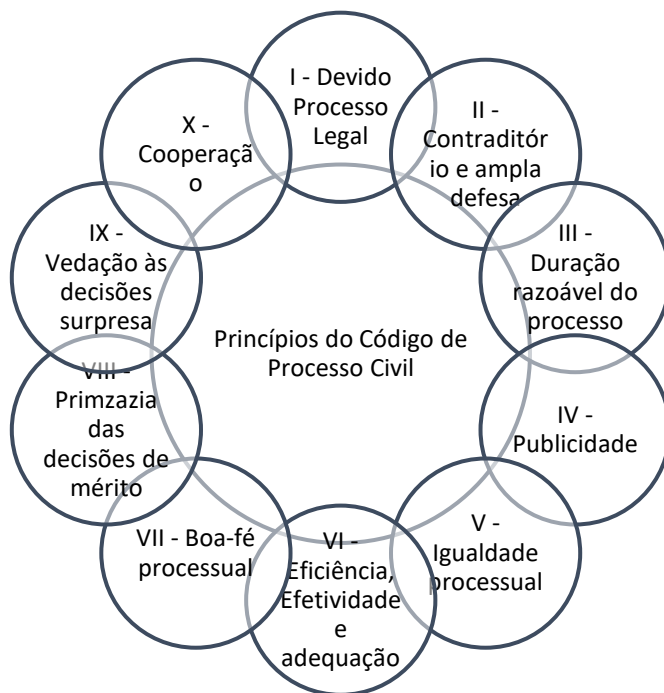 I - Devido
Processo
Legal
II -
Contraditór
io e ampla
defesa
III -
Duração
razoável do
processo
IV -
Publicidade
V -
Igualdade
processual
VI -
Eficiência,
Efetividade
e
adequação
VII - Boa-fé
processual
VIII -
Primzazia
das
decisões de
mérito
IX -
Vedação às
decisões
surpresa
X -
Cooperaçã
o
Princípios do Código de
Processo Civil